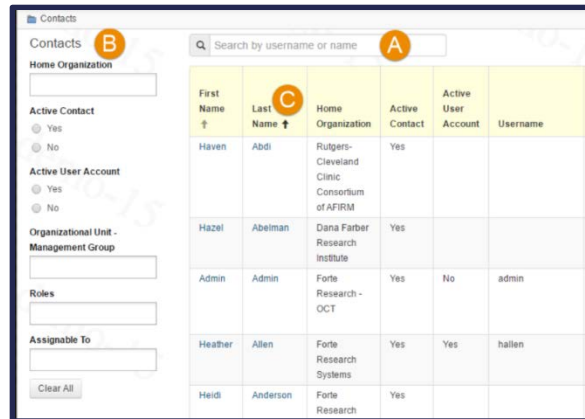 Contacts
Contacts
B
Search by username or name
A
Home Organization
Active Contact
Yes
No
Active User Account
Yes
No
Organizational Unit -
Management Group
Roles
Assignable To
Clear All
C
First
Name
Last
Name
Home
Organization
Active
Contact
Active
User
Account
Username
Haven
Abdi
Rutgers-
Cleveland
Clinic
Consortium
of AFIRM
Yes
Hazel
Abelman
Dana Farber
Research
Institute
Yes
Admin
Admin
Forte
Research -
OCT
Yes
No
admin
Heather
Allen
Forte
Research
Systems
Yes
Yes
hallen
Heidi
Anderson
Forte
Research
Yes